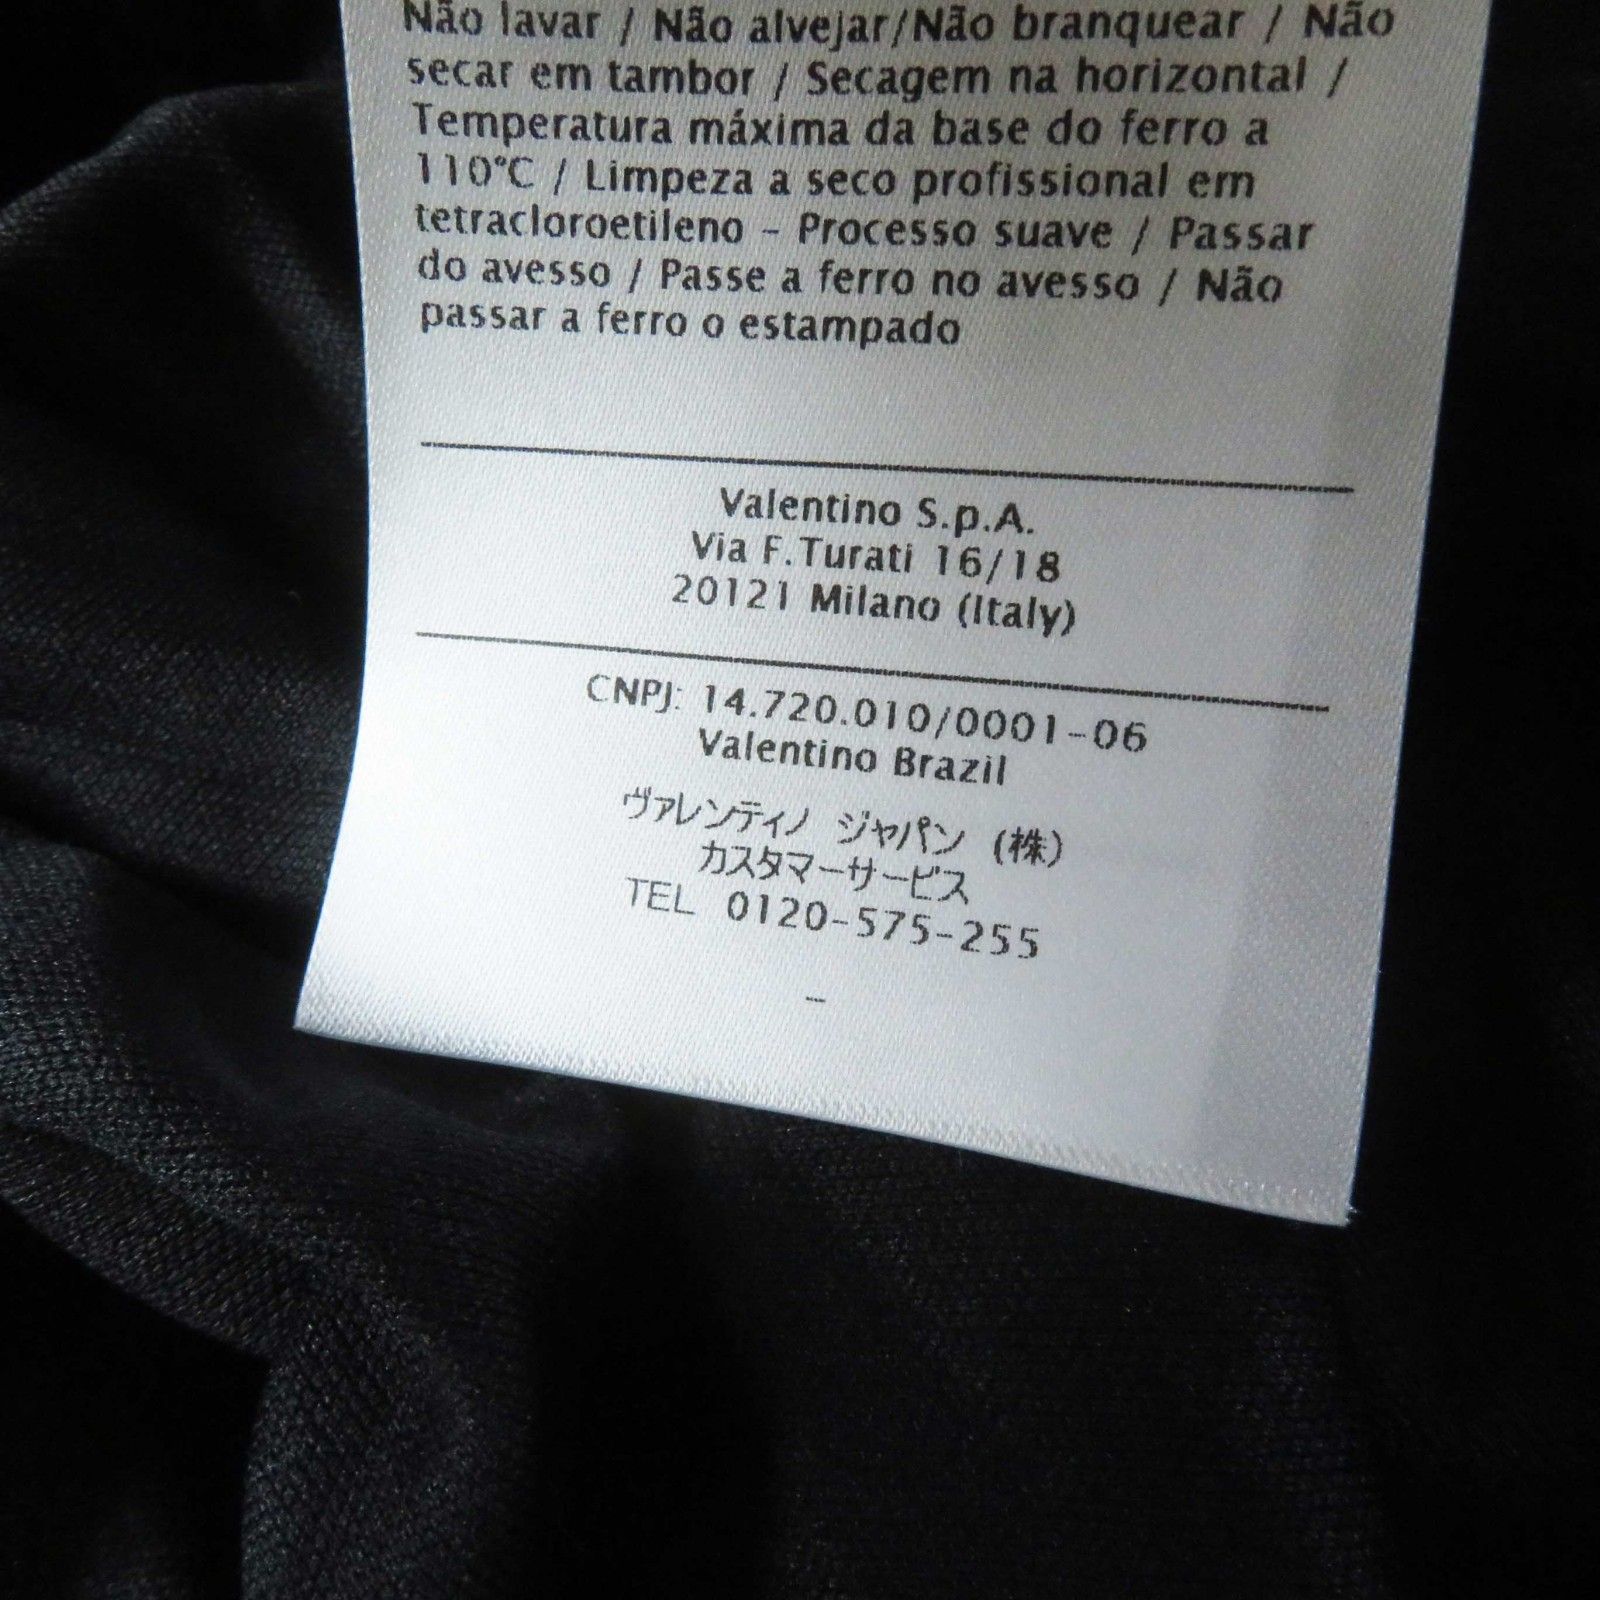 Não lavar / Não alvejar/Não branquear / Não
secar em tambor / Secagem na horizontal /
Temperatura máxima da base do ferro a
110°C / Limpeza a seco profissional em
tetracloroetileno - Processo suave / Passar
do avesso / Passe a ferro no avesso / Não
passar a ferro o estampado
Valentino S.p.A.
Via F.Turati 16/18
20121 Milano (Italy)
CNPJ: 14.720.010/0001-06
Valentino Brazil
ヴァレンティノ ジャパン (株)
カスタマーサービス
TEL 0120-575-255
-